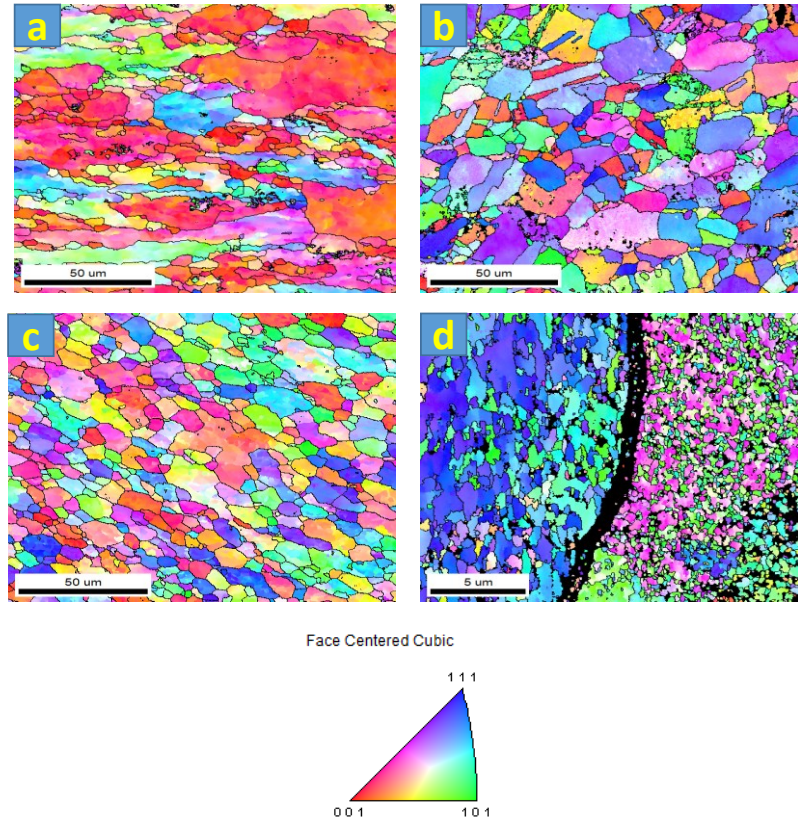 a
b
50 um
50 um
c
d
50 um
5 um
Face Centered Cubic
1 1 1
0 0 1
1 0 1